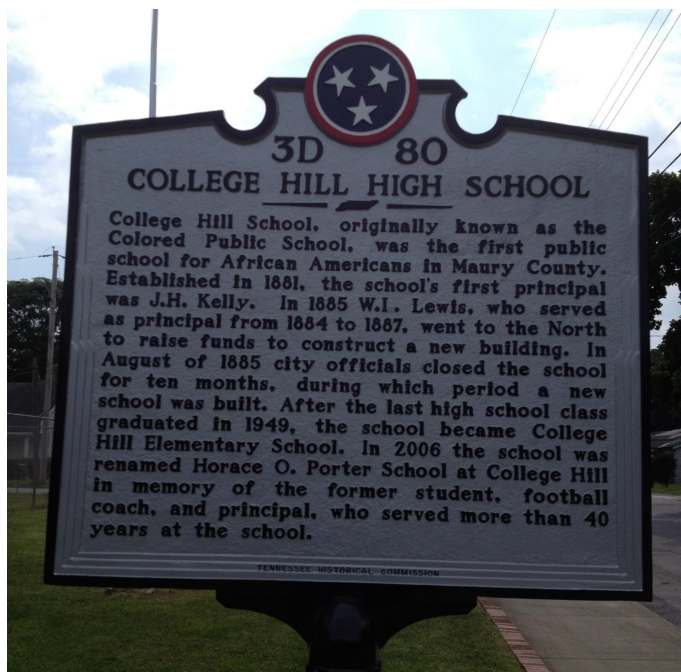 3D 80
COLLEGE HILL HIGH SCHOOL
College Hill School, originally known as the
Colored Public School, was the first public
school for African Americans in Maury County.
Established in 1881, the school's first principal
was J.H. Kelly. In 1885 W.I. Lewis, who served
as principal from 1884 to 1887, went to the North
to raise funds to construct a new building. In
August of 1885 city officials closed the school
for ten months, during which period a new
school was built. After the last high school class
graduated in 1949, the school became College
Hill Elementary School. In 2006 the school was
renamed Horace O. Porter School at College Hill
in memory of the former student, football
coach, and principal, who served more than 40
years at the school.
TENNESSEE HISTORICAL COMMISSION